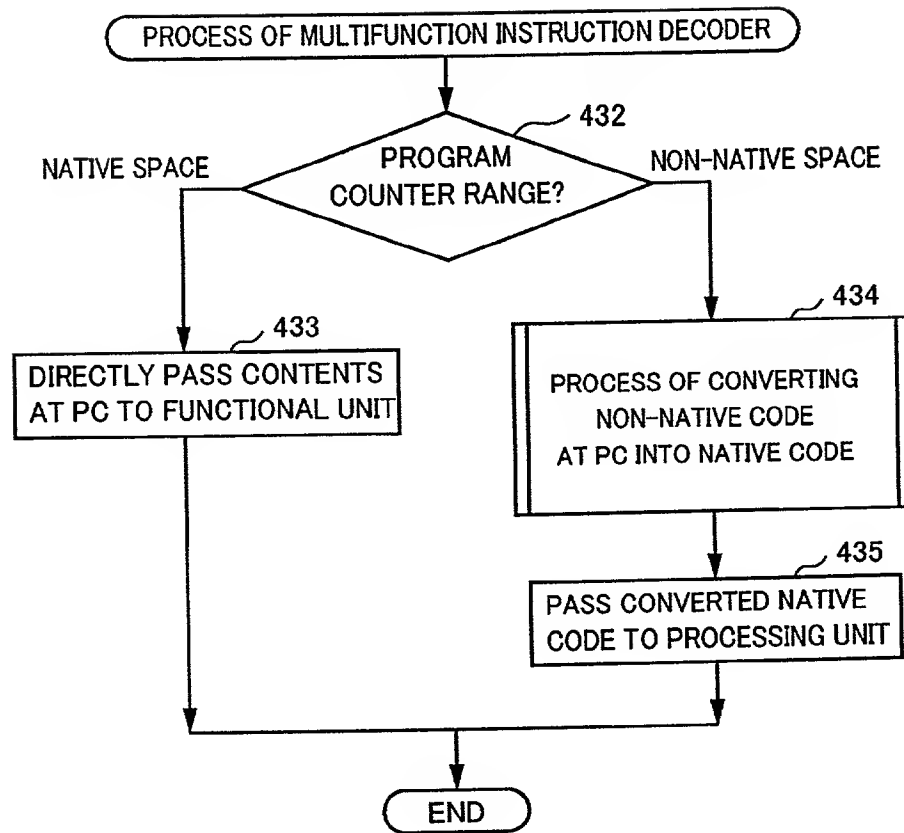 PROCESS OF MULTIFUNCTION INSTRUCTION DECODER
432
PROGRAM
COUNTER RANGE?
NATIVE SPACE
NON-NATIVE SPACE
433
DIRECTLY PASS CONTENTS
AT PC TO FUNCTIONAL UNIT
434
PROCESS OF CONVERTING
NON-NATIVE CODE
AT PC INTO NATIVE CODE
435
PASS CONVERTED NATIVE
CODE TO PROCESSING UNIT
END